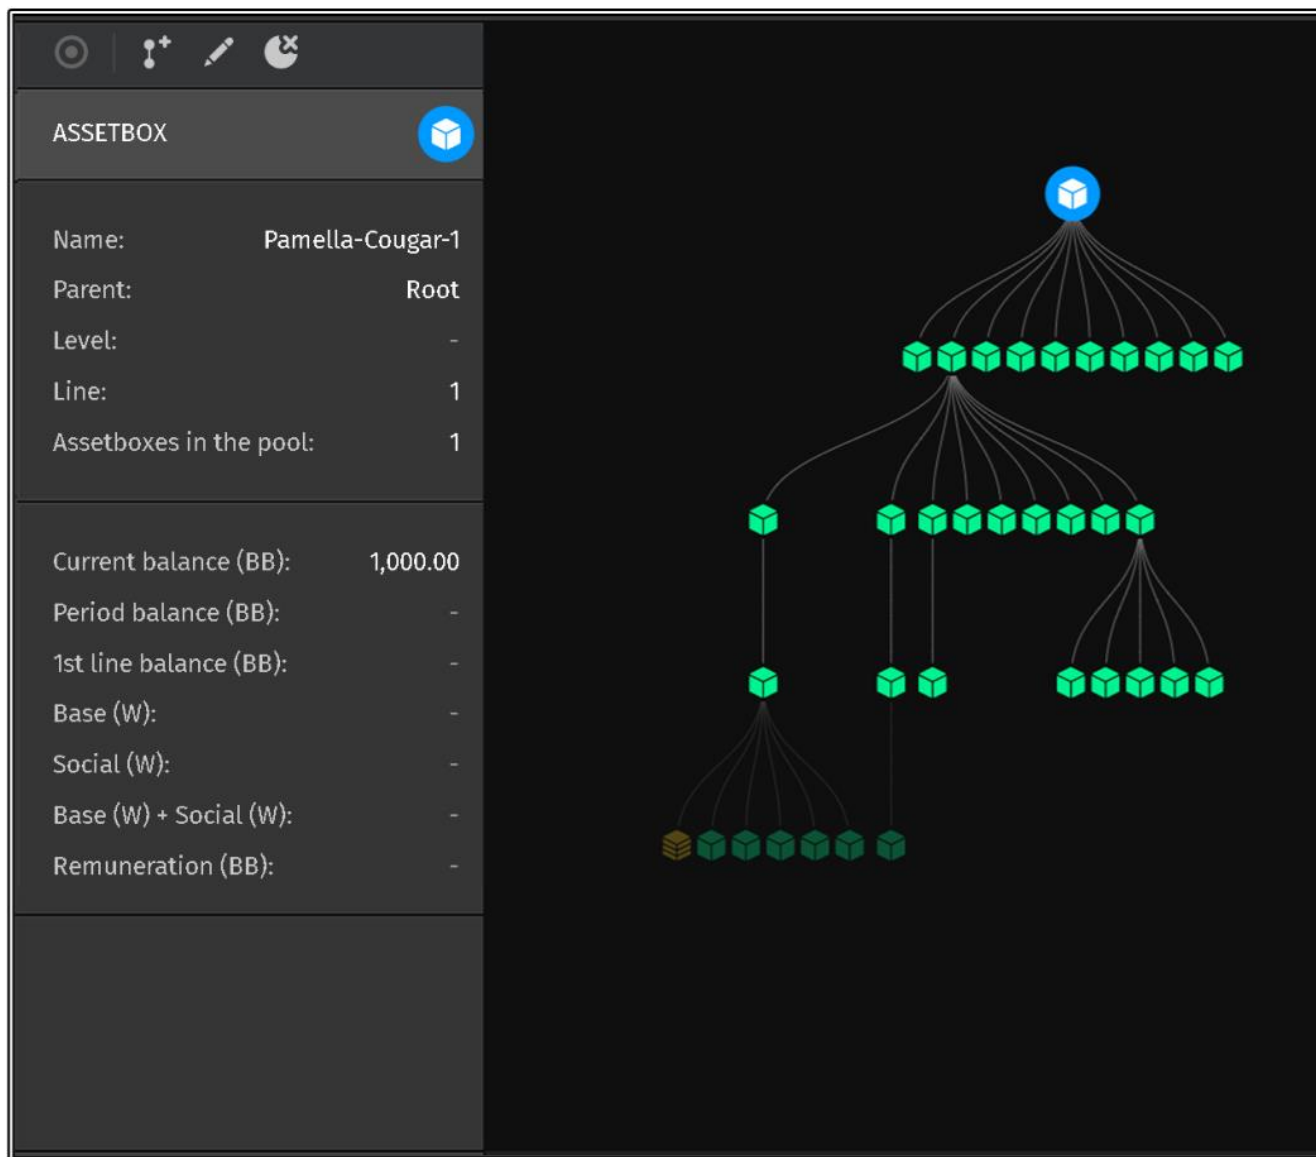 ASSETBOX
Name: Pamella-Cougar-1
Parent: Root
Level: -
Line: 1
Assetboxes in the pool: 1
Current balance (BB): 1,000.00
Period balance (BB): -
1st line balance (BB): -
Base (W): -
Social (W): -
Base (W) + Social (W): -
Remuneration (BB): -